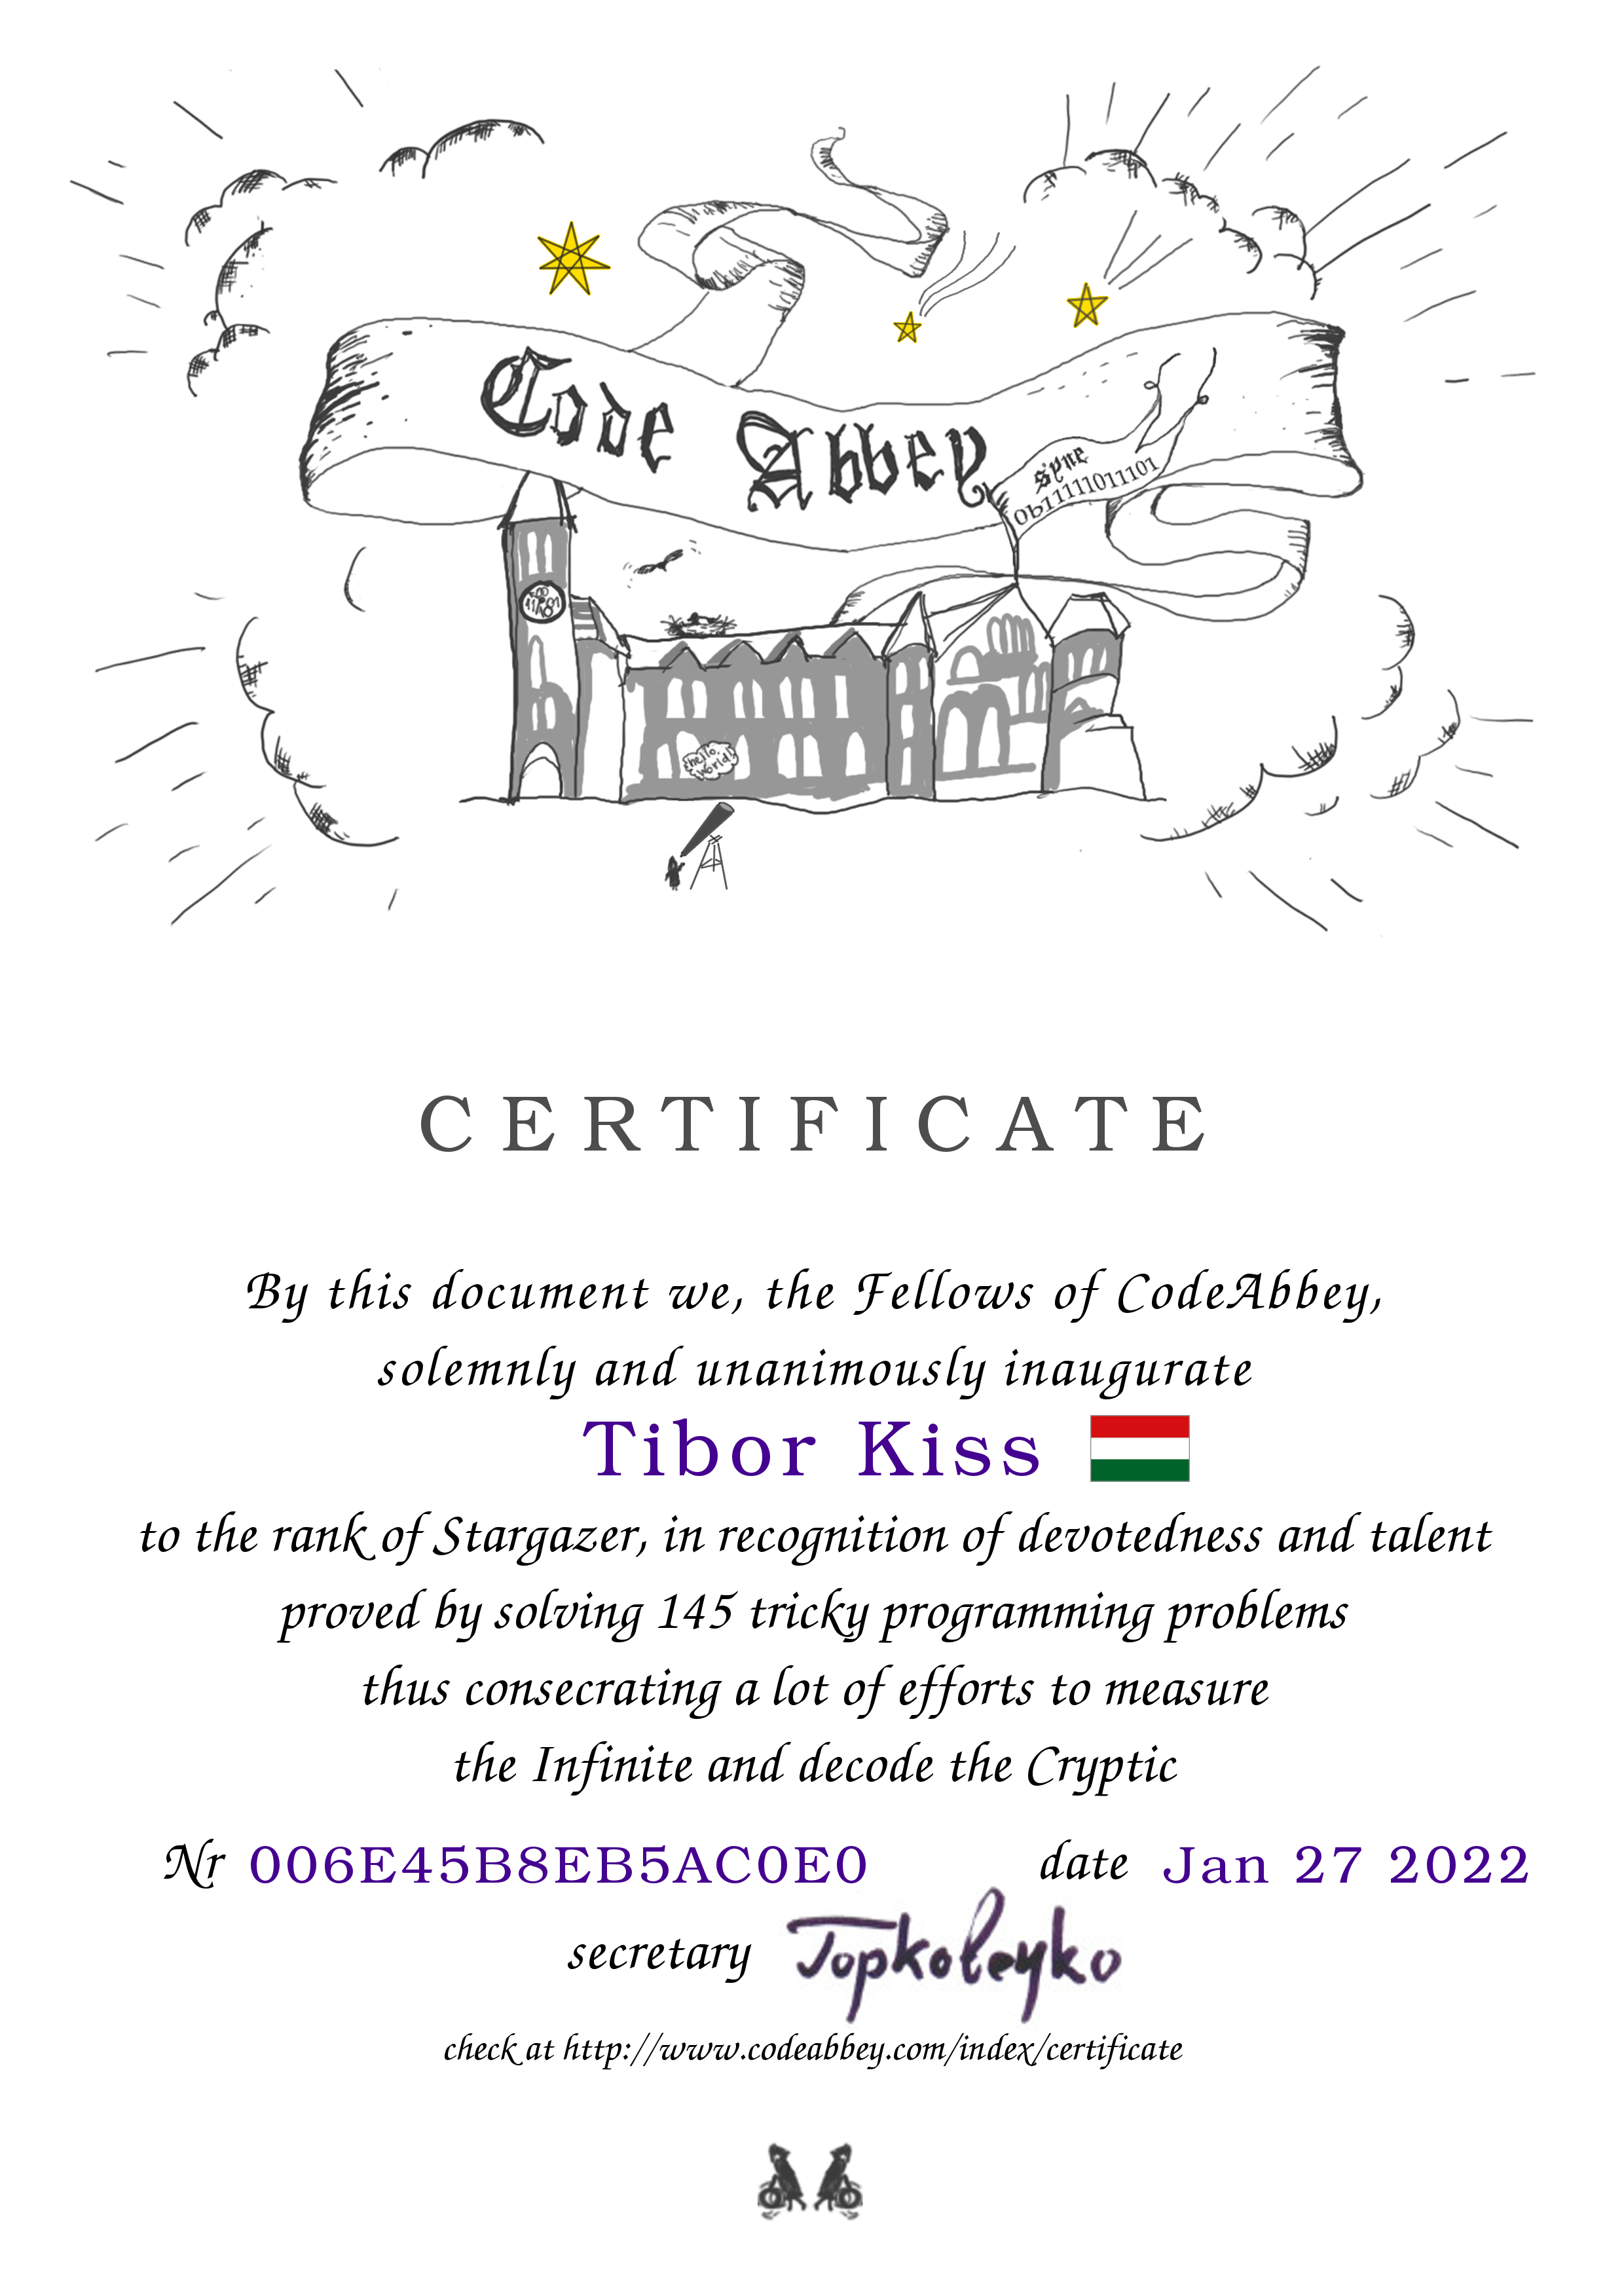 Code Abbey
syne
0b11111011101
hello,
world!
CERTIFICATE
By this document we, the Fellows of CodeAbbey,
solemnly and unanimously inaugurate
Tibor Kiss
to the rank of Stargazer, in recognition of devotedness and talent
proved by solving 145 tricky programming problems
thus consecrating a lot of efforts to measure
the Infinite and decode the Cryptic
Nr 006E45B8EB5AC0E0 date Jan 27 2022
secretary Topkoleyko
check at http://www.codeabbey.com/index/certificate